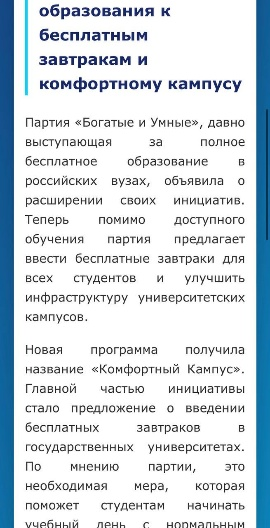 образования к
бесплатным
завтракам и
комфортному кампусу
Партия «Богатые и Умные», давно
выступающая за полное
бесплатное образование в
российских вузах, объявила о
расширении своих инициатив.
Теперь помимо доступного
обучения партия предлагает
ввести бесплатные завтраки для
всех студентов и улучшить
инфраструктуру университетских
кампусов.
Новая программа получила
название «Комфортный Кампус».
Главной частью инициативы
стало предложение о введении
бесплатных завтраков в
государственных университетах.
По мнению партии, это
необходимая мера, которая
поможет студентам начинать
учебный день с нормальным